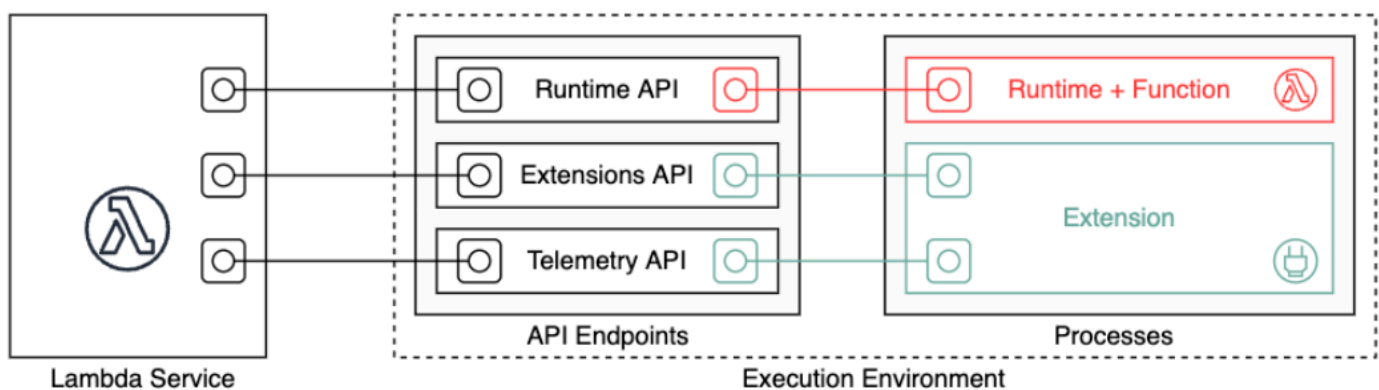 Runtime API
Runtime + Function
Extensions API
Extension
Telemetry API
API Endpoints
Processes
Lambda Service
Execution Environment